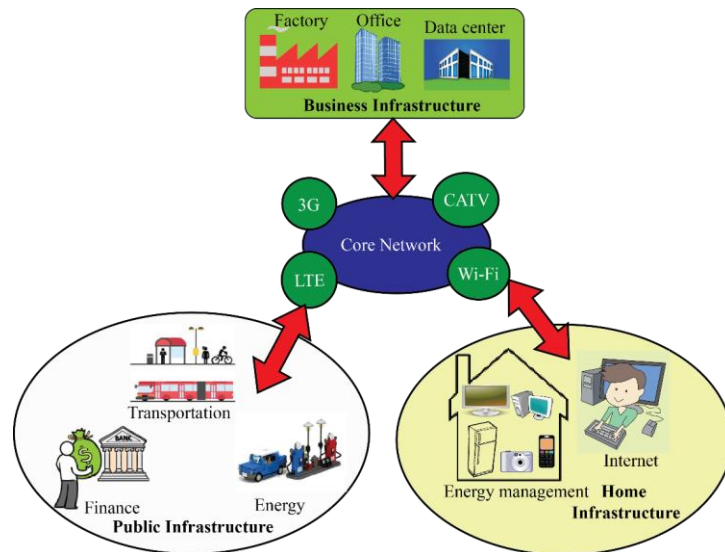 Factory
Office
Data center
Business Infrastructure
3G
CATV
Core Network
LTE
Wi-Fi
Transportation
BANK
Finance
Energy
Public Infrastructure
Internet
Energy management
Home
Infrastructure